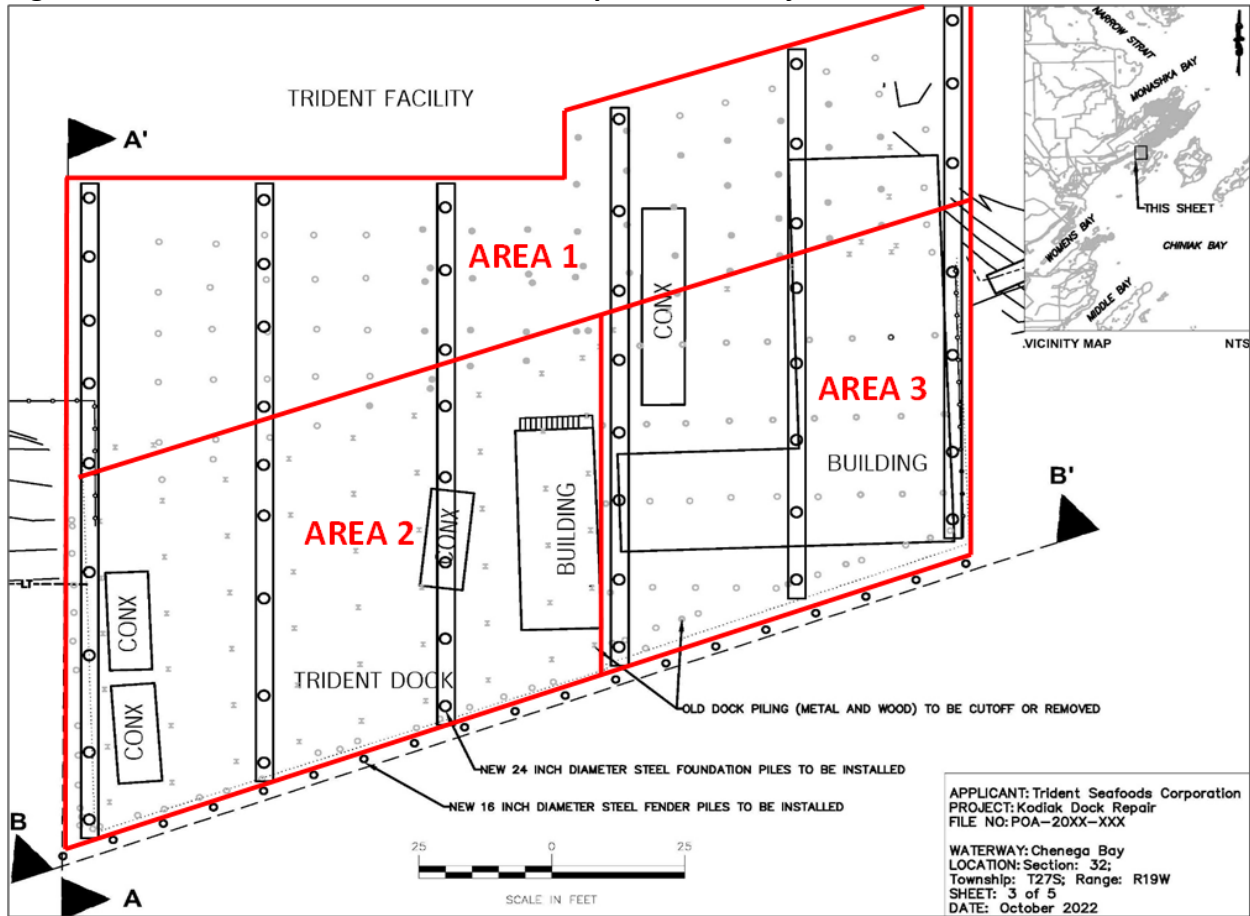 TRIDENT FACILITY
A'
NARROW STRAIT
MONASHKA BAY
THIS SHEET
WOMENS BAY
CHINIAK BAY
MIDDLE BAY
VICINITY MAP NTS
AREA 1
CONX
AREA 3
BUILDING
AREA 2
CONX
BUILDING
B'
CONX
CONX
TRIDENT DOCK
OLD DOCK PILING (METAL AND WOOD) TO BE CUTOFF OR REMOVED
NEW 24 INCH DIAMETER STEEL FOUNDATION PILES TO BE INSTALLED
NEW 16 INCH DIAMETER STEEL FENDER PILES TO BE INSTALLED
B
A
25 0 25
SCALE IN FEET
APPLICANT: Trident Seafoods Corporation
PROJECT: Kodiak Dock Repair
FILE NO: POA-20XX-XXX
WATERWAY: Chenega Bay
LOCATION: Section: 32;
Township: T27S; Range: R19W
SHEET: 3 of 5
DATE: October 2022